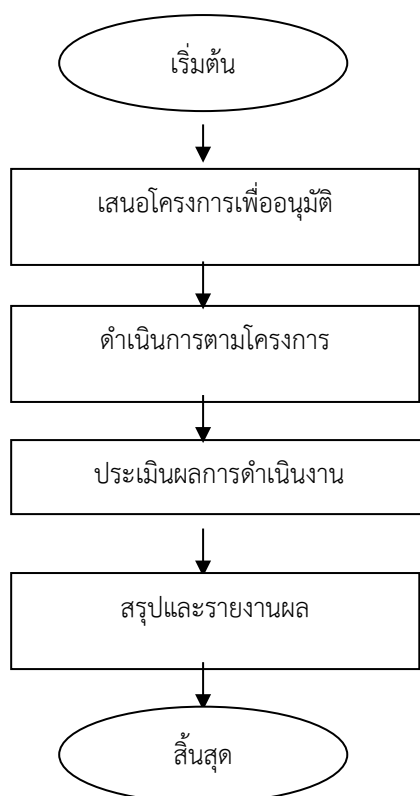 เริ่มต้น
เสนอโครงการเพื่ออนุมัติ
ดำเนินการตามโครงการ
ประเมินผลการดำเนินงาน
สรุปและรายงานผล
สิ้นสุด